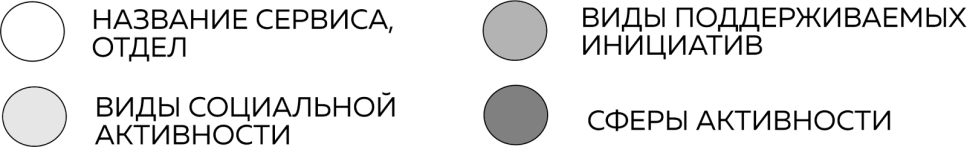 НАЗВАНИЕ СЕРВИСА,
ОТДЕЛ
ВИДЫ ПОДДЕРЖИВАЕМЫХ
ИНИЦИАТИВ
ВИДЫ СОЦИАЛЬНОЙ
АКТИВНОСТИ
СФЕРЫ АКТИВНОСТИ